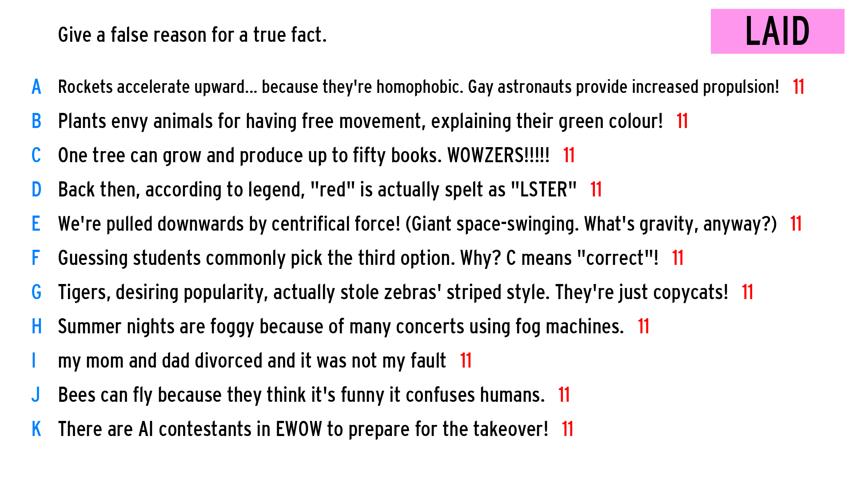 Give a false reason for a true fact.
LAID
A Rockets accelerate upward... because they're homophobic. Gay astronauts provide increased propulsion! 11
B Plants envy animals for having free movement, explaining their green colour! 11
C One tree can grow and produce up to fifty books. WOWZERS!!!!! 11
D Back then, according to legend, "red" is actually spelt as "LSTER" 11
E We're pulled downwards by centrifical force! (Giant space-swinging. What's gravity, anyway?) 11
F Guessing students commonly pick the third option. Why? C means "correct"! 11
G Tigers, desiring popularity, actually stole zebras' striped style. They're just copycats! 11
H Summer nights are foggy because of many concerts using fog machines. 11
I my mom and dad divorced and it was not my fault 11
J Bees can fly because they think it's funny it confuses humans. 11
K There are AI contestants in EWOW to prepare for the takeover! 11